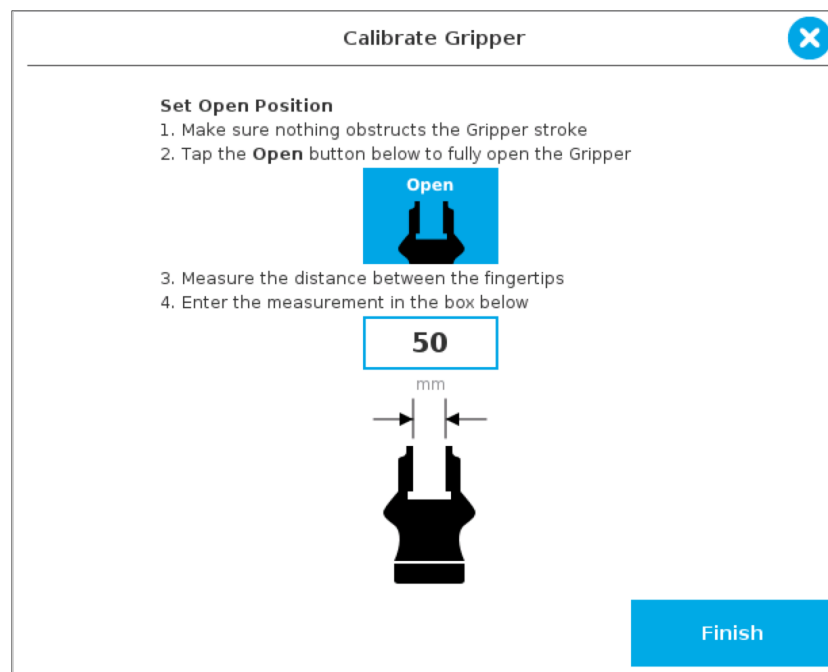 Calibrate Gripper
Set Open Position
1. Make sure nothing obstructs the Gripper stroke
2. Tap the Open button below to fully open the Gripper
Open
3. Measure the distance between the fingertips
4. Enter the measurement in the box below
50
mm
Finish